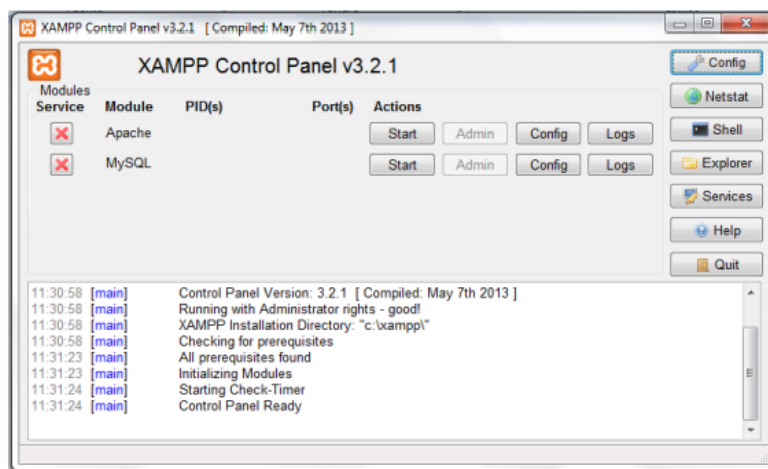 XAMPP Control Panel v3.2.1 [ Compiled: May 7th 2013 ]
XAMPP Control Panel v3.2.1
Config
Modules
Service Module PID(s) Port(s) Actions
Netstat
Apache Start Admin Config Logs
Shell
MySQL Start Admin Config Logs
Explorer
Services
Help
Quit
11:30:58 [main] Control Panel Version: 3.2.1 [ Compiled: May 7th 2013 ]
11:30:58 [main] Running with Administrator rights - good!
11:30:58 [main] XAMPP Installation Directory: "c:\xampp\"
11:30:58 [main] Checking for prerequisites
11:31:23 [main] All prerequisites found
11:31:23 [main] Initializing Modules
11:31:24 [main] Starting Check-Timer
11:31:24 [main] Control Panel Ready